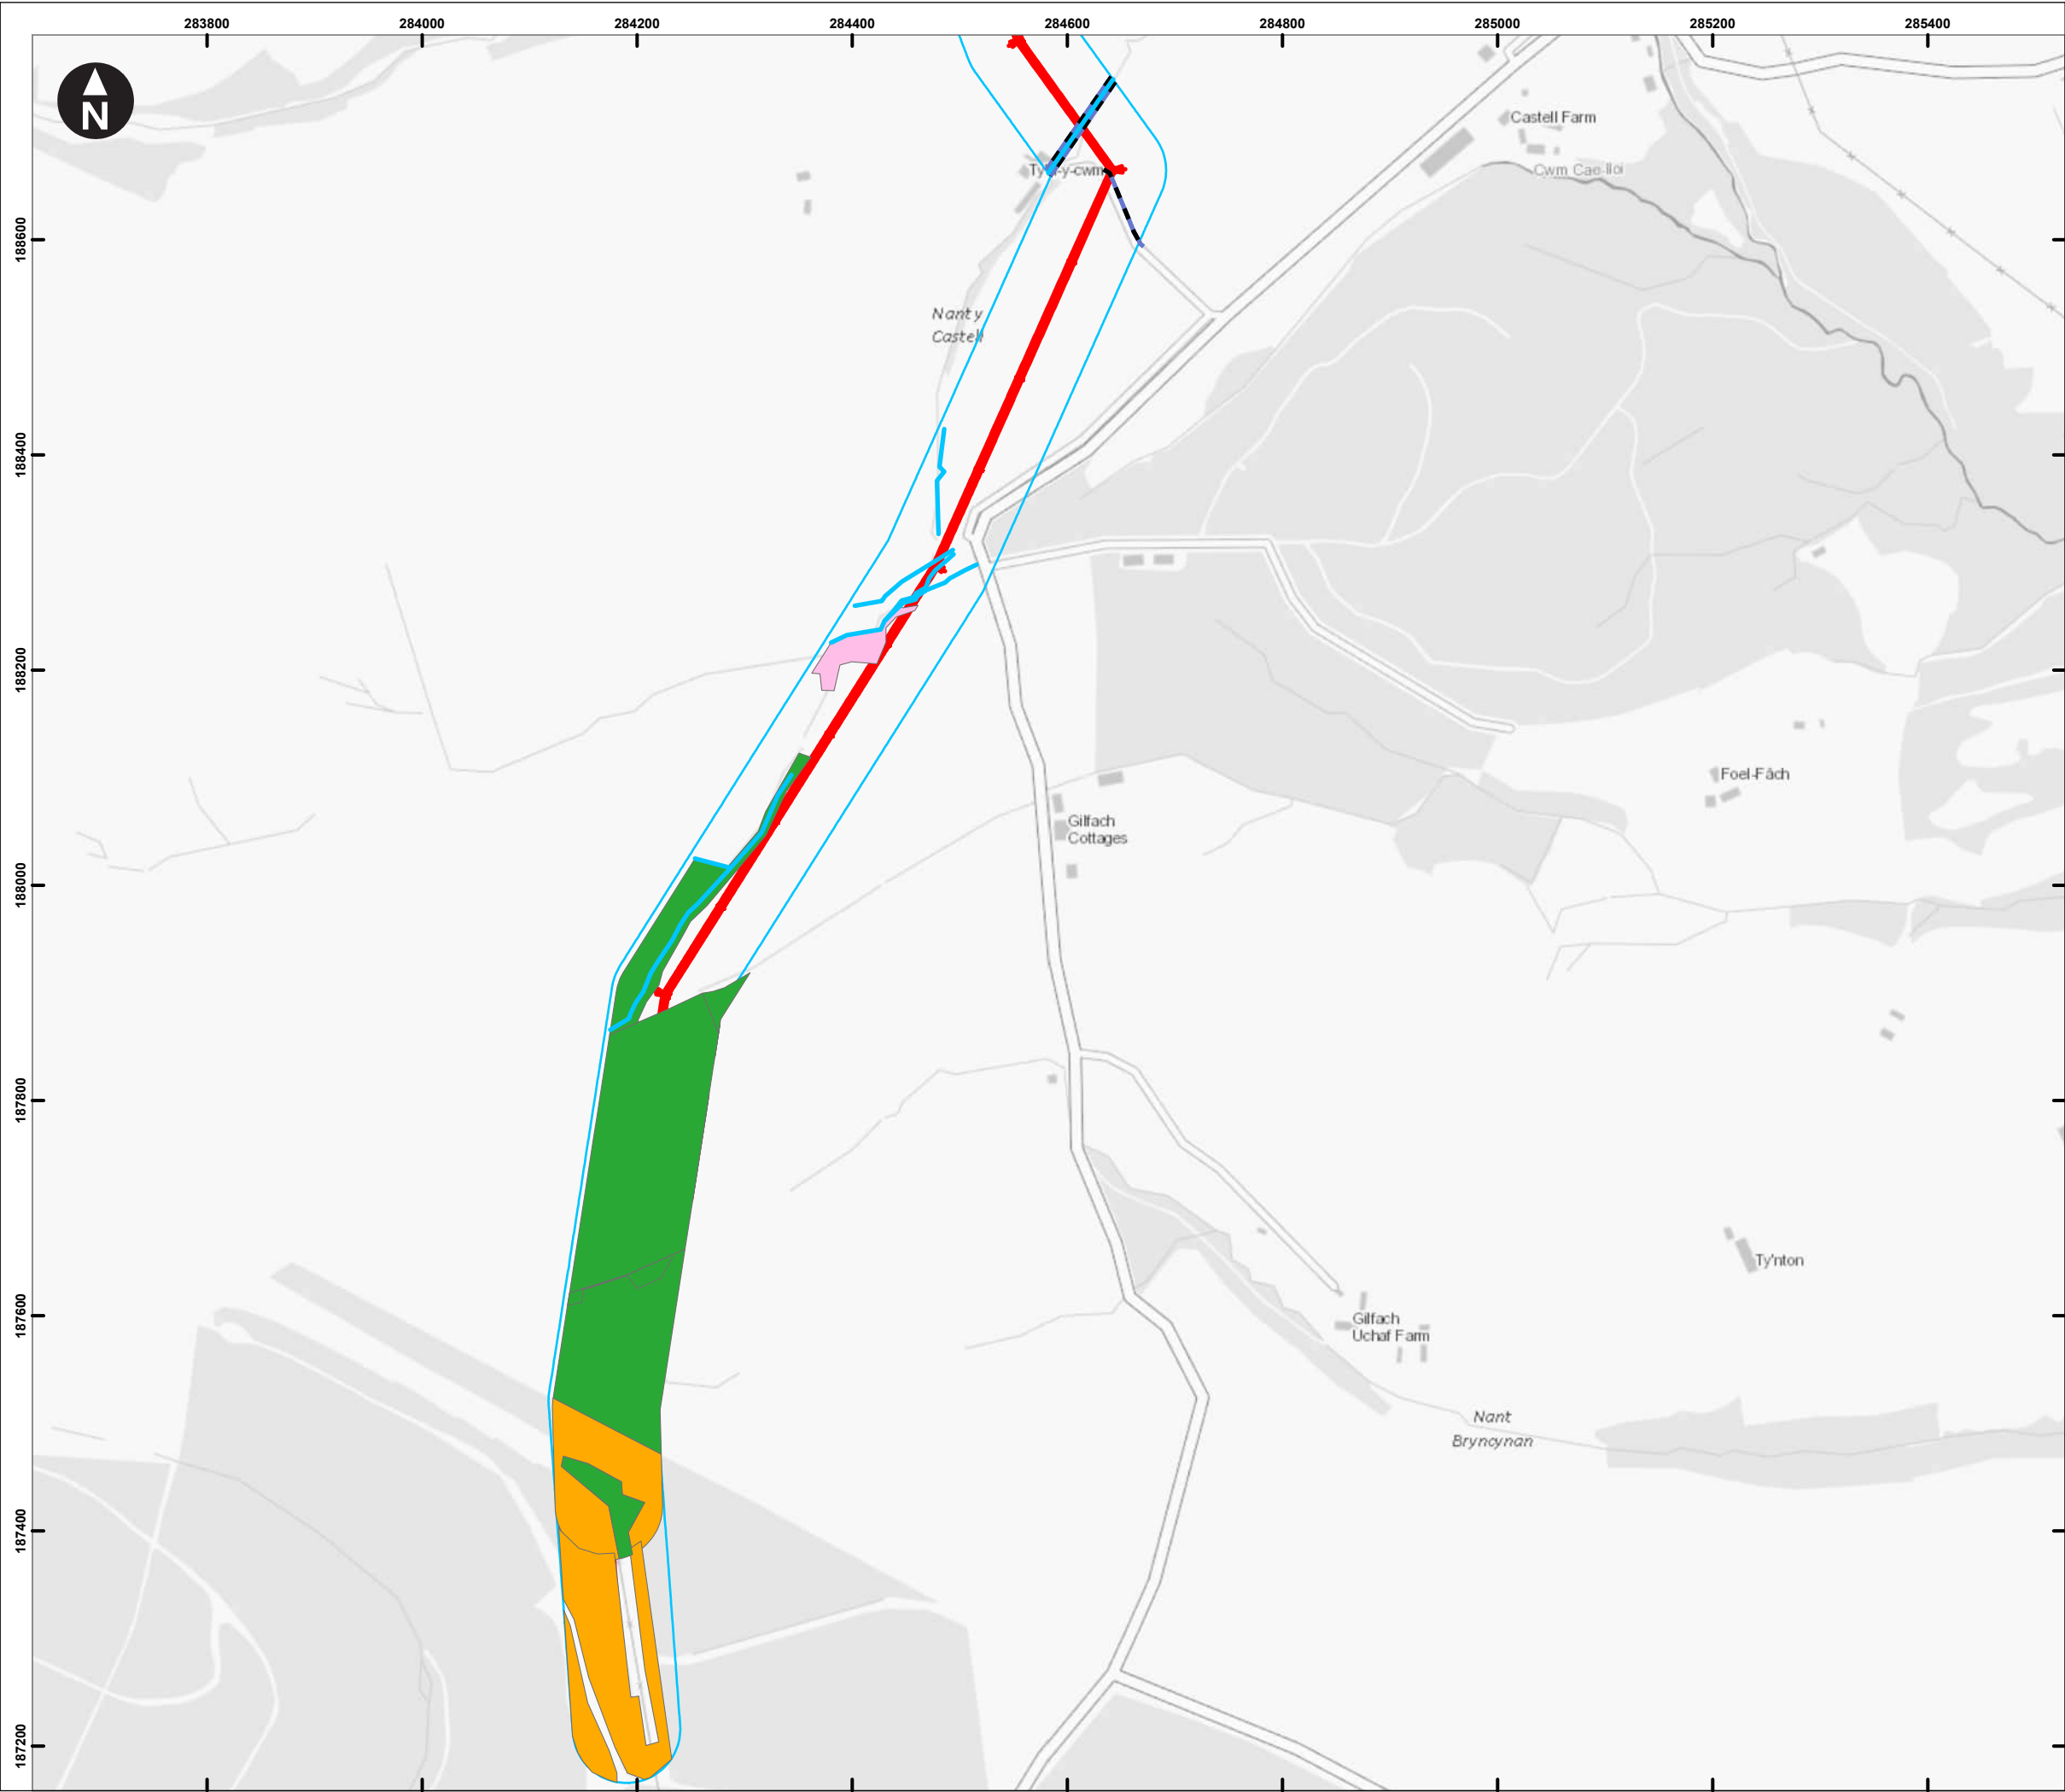 283800 284000 284200 284400 284600 284800 285000 285200 285400
N
Castell Farm
Cwm Cae-lloi
188600
Nant y
Castell
188400
188200
Foel-Fâch
Gilfach
Cottages
188000
187800
Ty'nton
187600
Gilfach
Uchaf Farm
Nant
Bryncynan
187400
187200